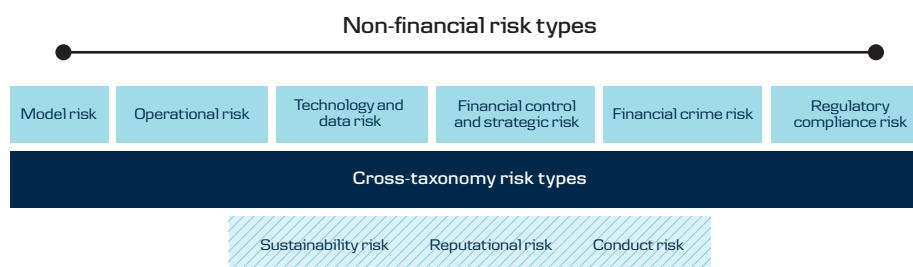 Non-financial risk types
Model risk
Operational risk
Technology and
data risk
Financial control
and strategic risk
Financial crime risk
Regulatory
compliance risk
Cross-taxonomy risk types
Sustainability risk
Reputational risk
Conduct risk